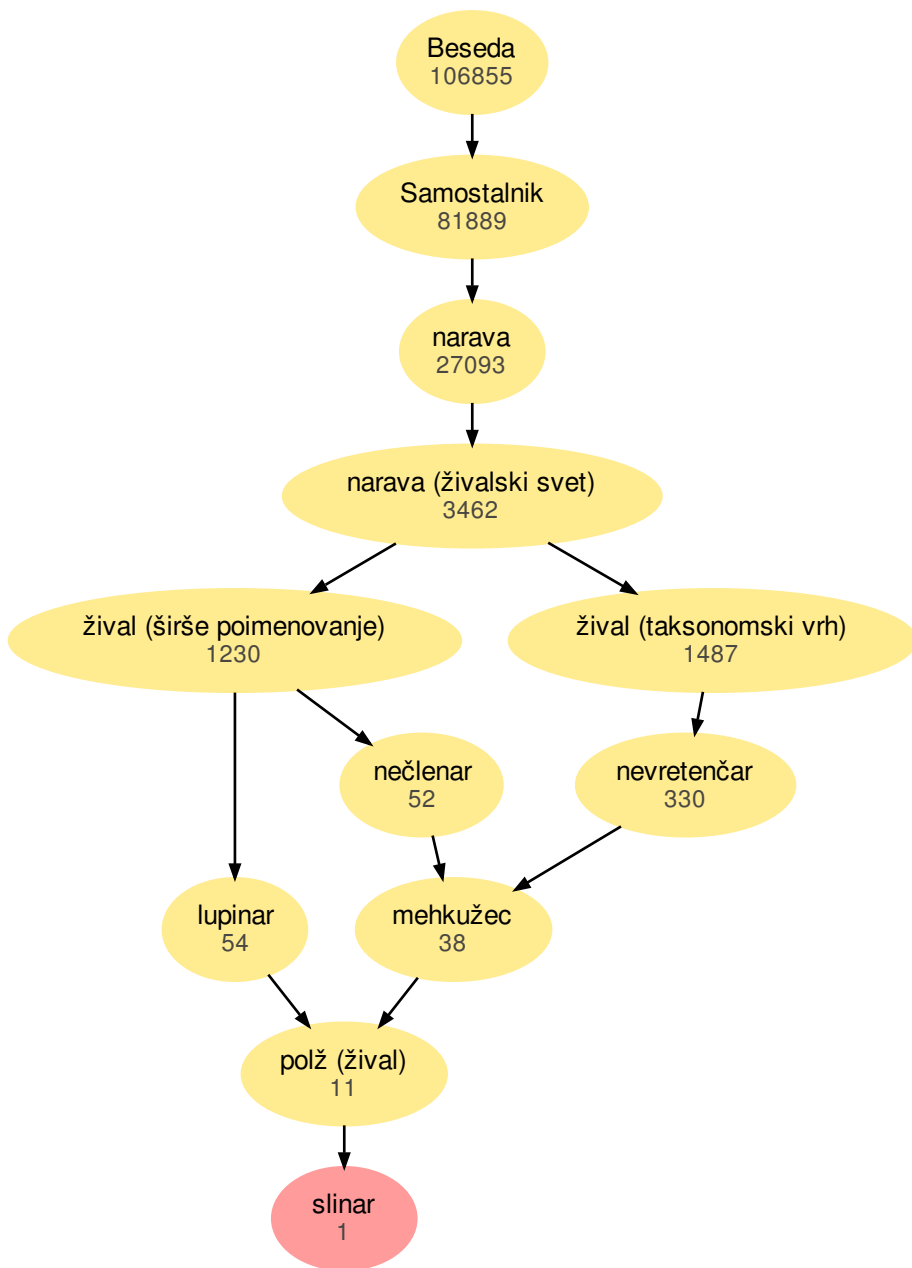 Beseda
106855
Samostalnik
81889
narava
27093
narava (živalski svet)
3462
žival (širše poimenovanje)
1230
žival (taksonomski vrh)
1487
nečlenar
52
nevretenčar
330
lupinar
54
mehkužec
38
polž (žival)
11
slinar
1